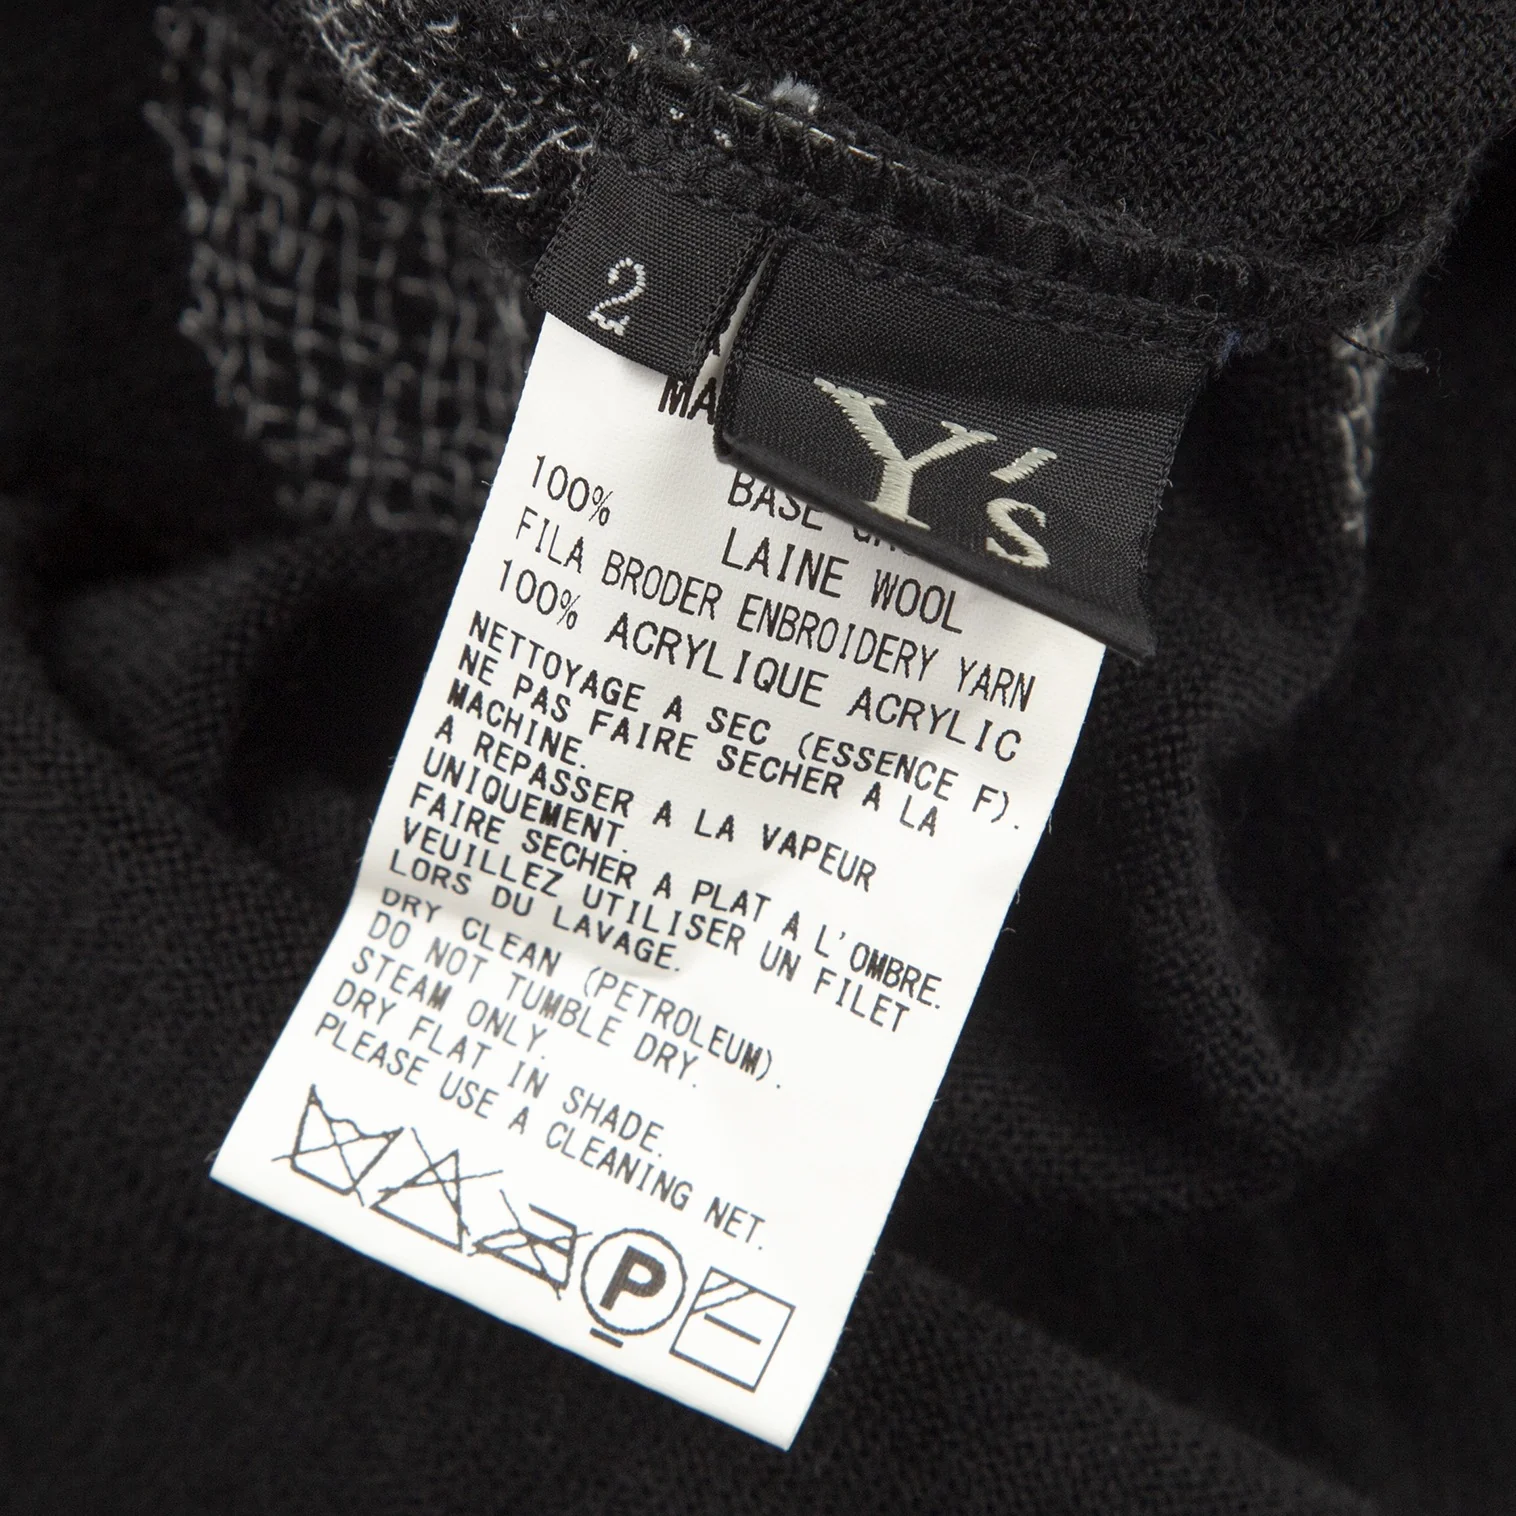 2
Y's
MA
100% LAINE WOOL
FILA BRODER ENBROIDERY YARN
100% ACRYLIQUE ACRYLIC
NETTOYAGE A SEC (ESSENCE F).
NE PAS FAIRE SECHER A LA
MACHINE.
A REPASSER A LA VAPEUR
UNIQUEMENT.
FAIRE SECHER A PLAT A L'OMBRE.
VEUILLEZ UTILISER UN FILET
LORS DU LAVAGE.
DRY CLEAN (PETROLEUM).
DO NOT TUMBLE DRY.
STEAM ONLY.
DRY FLAT IN SHADE.
PLEASE USE A CLEANING NET.
P